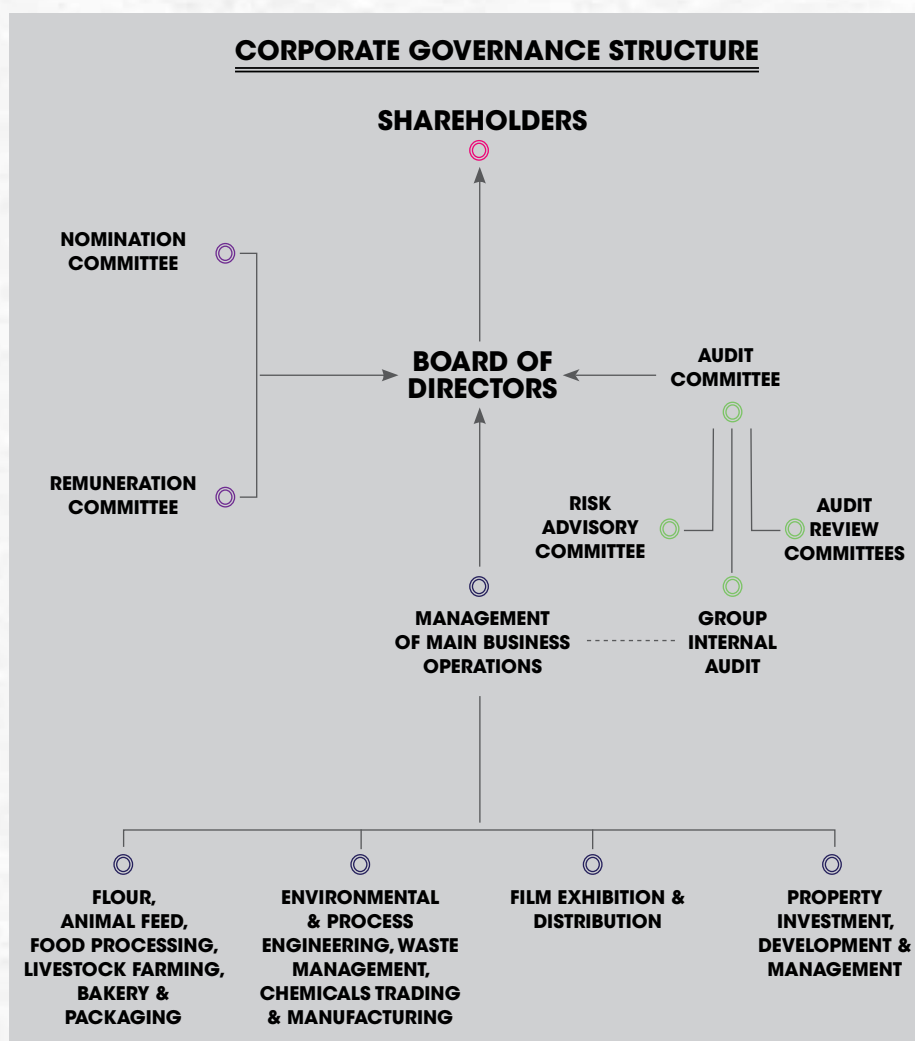 CORPORATE GOVERNANCE STRUCTURE
SHAREHOLDERS
NOMINATION
COMMITTEE
BOARD OF
DIRECTORS
AUDIT
COMMITTEE
REMUNERATION
COMMITTEE
RISK
ADVISORY
COMMITTEE
AUDIT
REVIEW
COMMITTEES
MANAGEMENT
OF MAIN BUSINESS
OPERATIONS
GROUP
INTERNAL
AUDIT
FLOUR,
ANIMAL FEED,
FOOD PROCESSING,
LIVESTOCK FARMING,
BAKERY &
PACKAGING
ENVIRONMENTAL
& PROCESS
ENGINEERING, WASTE
MANAGEMENT,
CHEMICALS TRADING
& MANUFACTURING
FILM EXHIBITION &
DISTRIBUTION
PROPERTY
INVESTMENT,
DEVELOPMENT &
MANAGEMENT